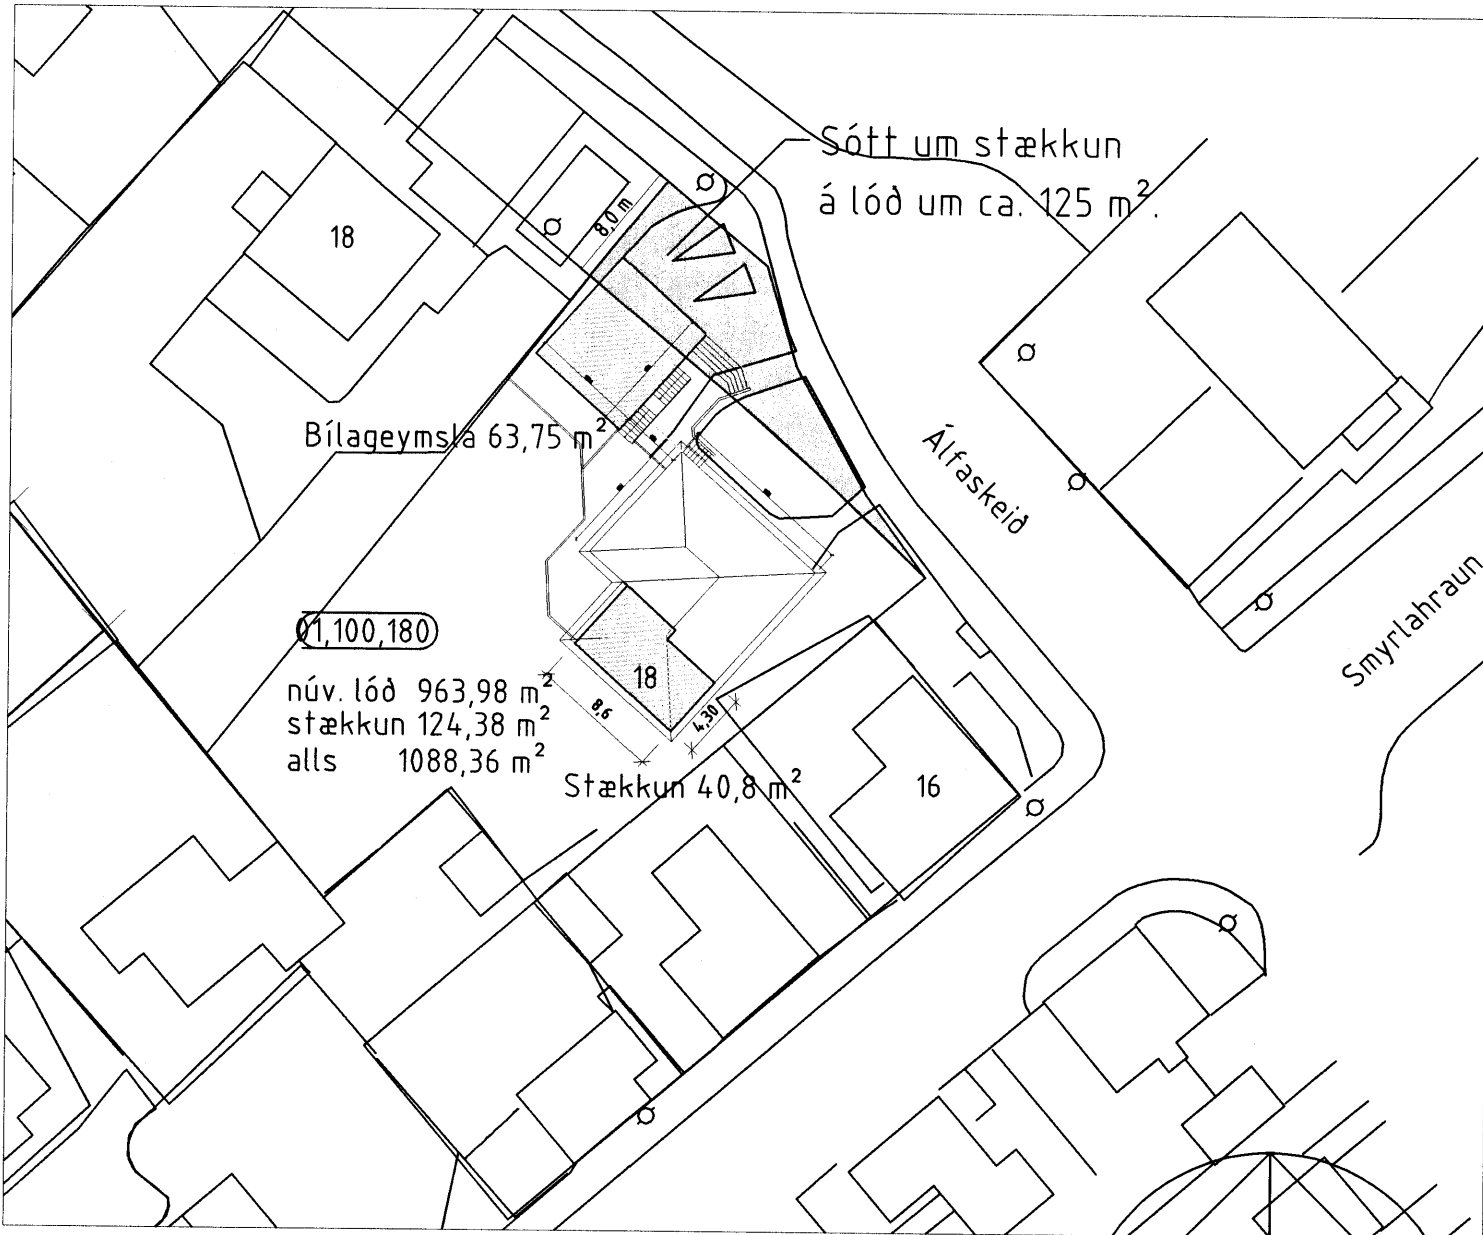 Sótt um stækkun
á lóð um ca. 125 m².
8,0 m
18
Bílageymsla 63,75 m²
Álfaskeið
Smyrlahraun
01,100,180
núv. lóð 963,98 m²
stækkun 124,38 m²
alls 1088,36 m²
18
8,6
4,30
Stækkun 40,8 m²
16